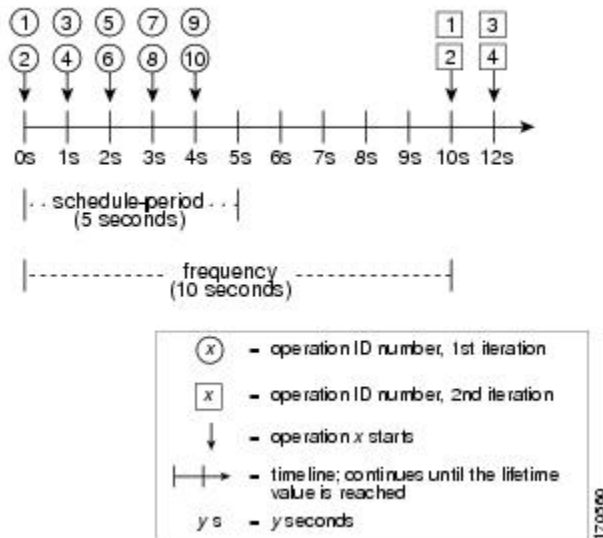 1 3 5 7 9 1 3
2 4 6 8 10 2 4
0s 1s 2s 3s 4s 5s 6s 7s 8s 9s 10s 12s
schedule-period
(5 seconds)
frequency
(10 seconds)
x = operation ID number, 1st iteration
x = operation ID number, 2nd iteration
= operation x starts
= timeline; continues until the lifetime
value is reached
y s = y seconds
170560